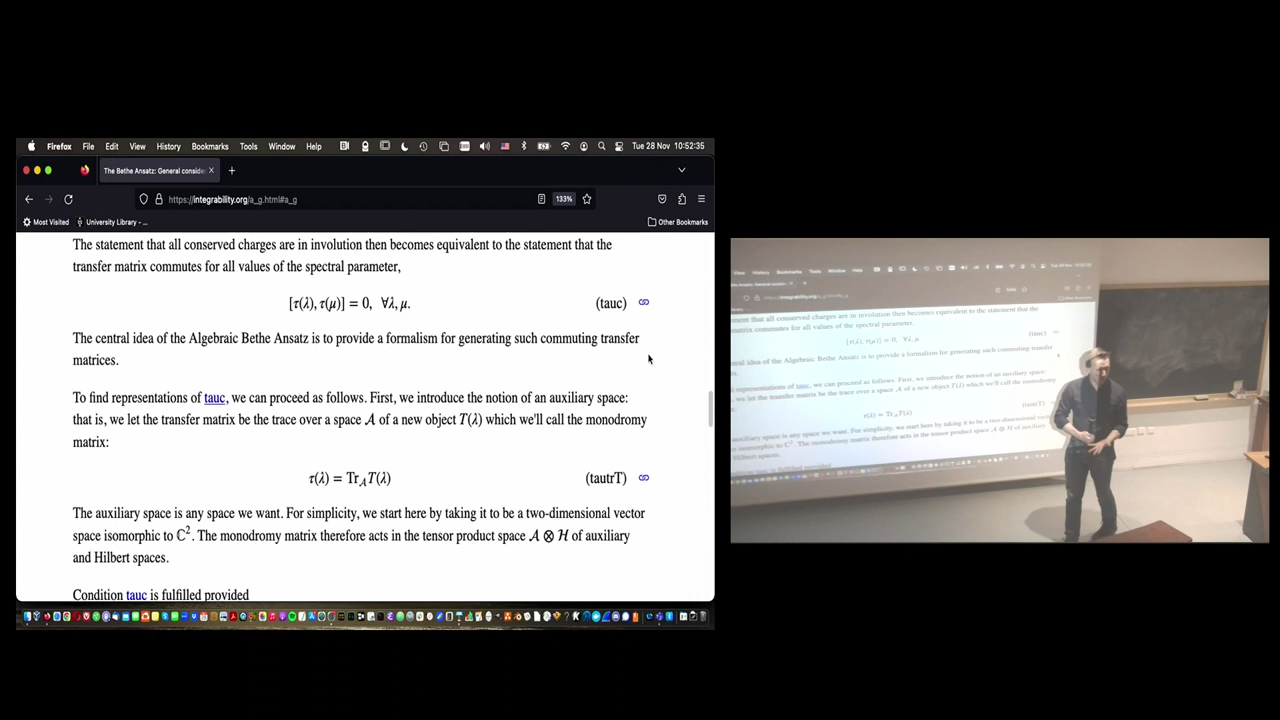 Firefox File Edit View History Bookmarks Tools Window Help Tue 28 Nov 10:52:35
The Bethe Ansatz: General conside
https://integrability.org/a_g.html#a_g 133%
Most Visited University Library - ... Other Bookmarks
The statement that all conserved charges are in involution then becomes equivalent to the statement that the
transfer matrix commutes for all values of the spectral parameter,
[τ(λ), τ(μ)] = 0, ∀λ, μ. (tauc)
The central idea of the Algebraic Bethe Ansatz is to provide a formalism for generating such commuting transfer
matrices.
To find representations of tauc, we can proceed as follows. First, we introduce the notion of an auxiliary space:
that is, we let the transfer matrix be the trace over a space 𝒜 of a new object T(λ) which we'll call the monodromy
matrix:
τ(λ) = Tr_𝒜 T(λ) (tautrT)
The auxiliary space is any space we want. For simplicity, we start here by taking it to be a two-dimensional vector
space isomorphic to ℂ². The monodromy matrix therefore acts in the tensor product space 𝒜 ⊗ ℋ of auxiliary
and Hilbert spaces.
Condition tauc is fulfilled provided